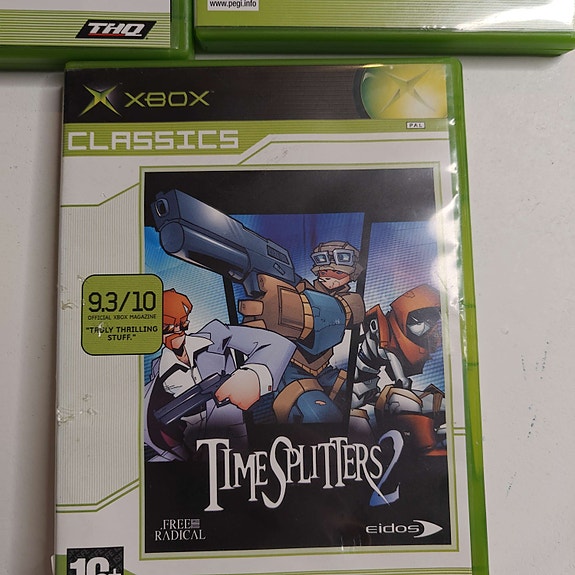 THQ
www.pegi.info
XBOX
PAL
CLASSICS
9.3/10
OFFICIAL XBOX MAGAZINE
"TRULY THRILLING
STUFF."
TIMESPLITTERS 2
FREE
RADICAL
eidos
16+